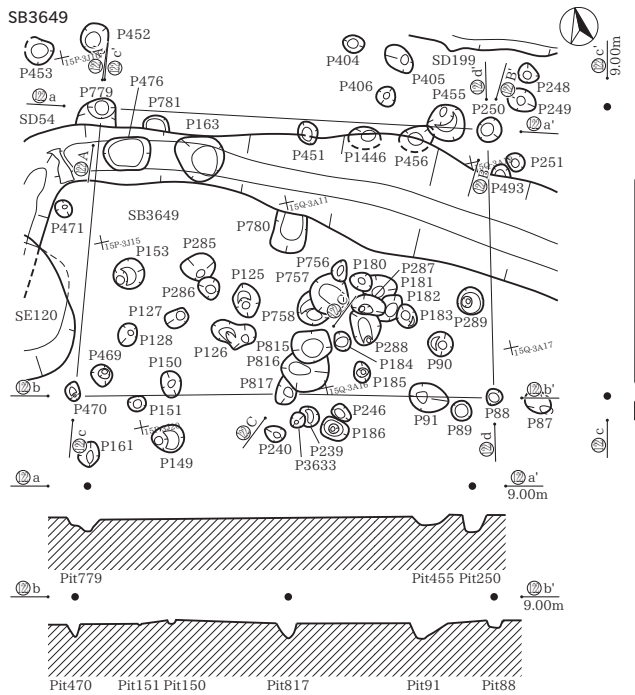 SB3649
P452
P453
15P-3J14
c'
P404
P405
SD199
P406
P455
d'
B'
P248
c'
P249
P476
P779
P781
a
SD54
P163
P451
P1446
P456
P250
a'
P251
P493
A
15Q-3A11
SB3649
P780
P471
15P-3J15
P153
P285
P756
P180
P287
P757
P181
P286
P125
P182
P183
P289
P758
SE120
P127
P128
P126
P815
P288
P90
15Q-3A17
P816
P184
P469
P150
P817
P185
15Q-3A16
b
b'
P470
P151
P246
P91
P89
P88
P87
c
P161
P149
C
P240
P239
P186
P3633
d
c
a
a'
9.00m
Pit779
Pit455
Pit250
b
b'
9.00m
Pit470
Pit151
Pit150
Pit817
Pit91
Pit88